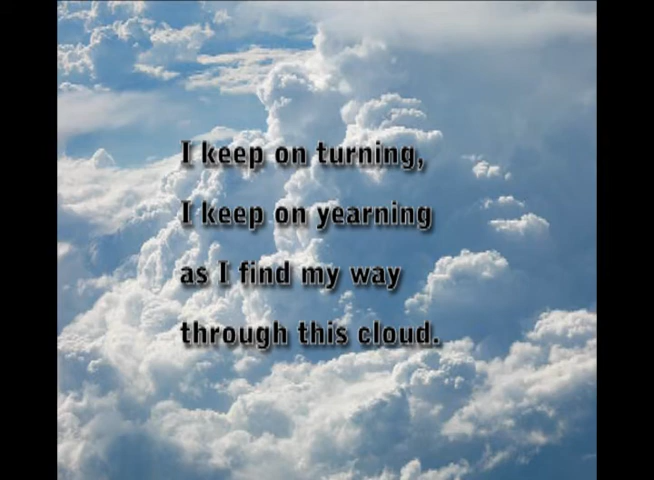 I keep on turning,
I keep on yearning
as I find my way
through this cloud.